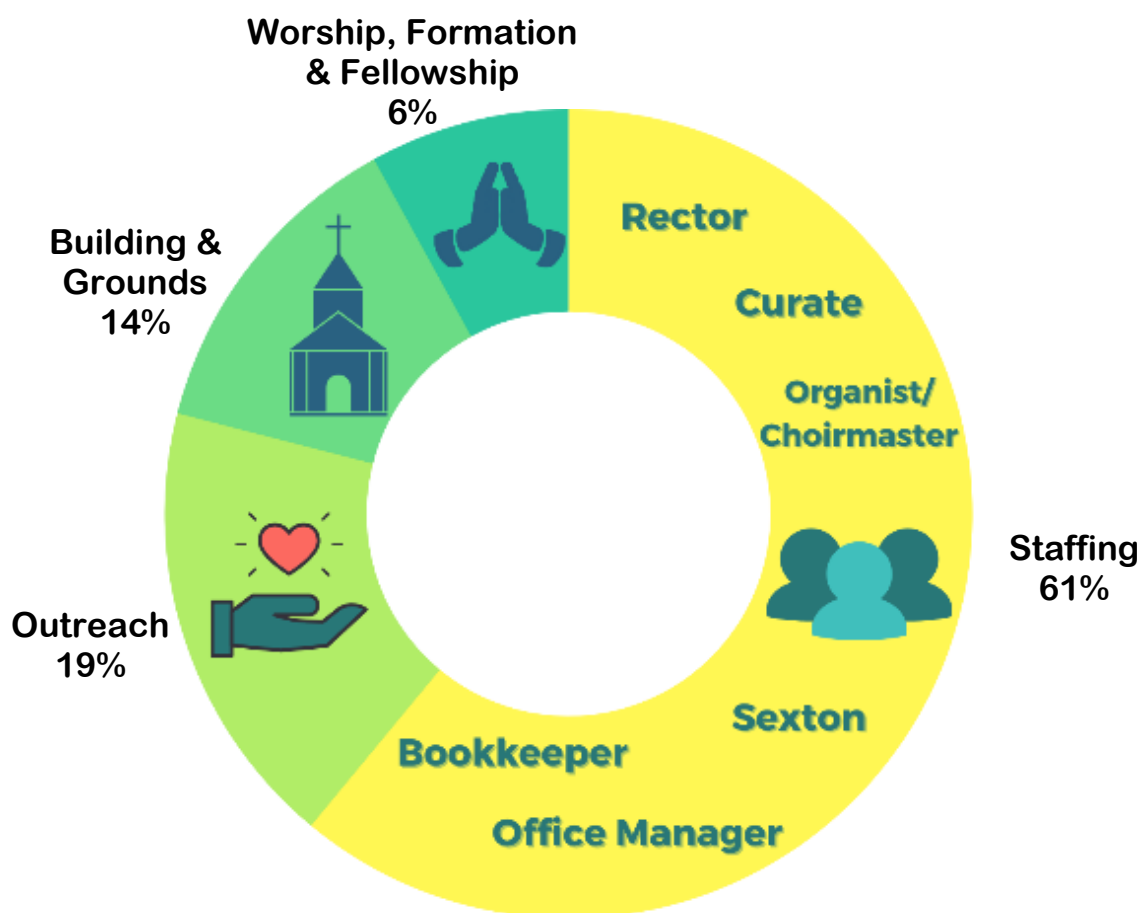 Worship, Formation
& Fellowship
6%
Rector
Building &
Grounds
14%
Curate
Organist/
Choirmaster
Staffing
61%
Outreach
19%
Sexton
Bookkeeper
Office Manager